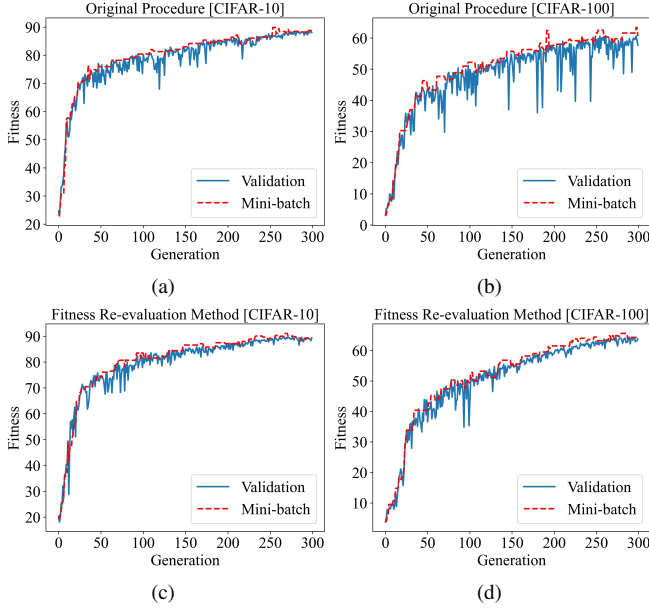 Original Procedure [CIFAR-10]
90
80
70
60
50
40
30
20
Fitness
Validation
Mini-batch
0 50 100 150 200 250 300
Generation
(a)
Original Procedure [CIFAR-100]
60
50
40
30
20
10
0
Fitness
Validation
Mini-batch
0 50 100 150 200 250 300
Generation
(b)
Fitness Re-evaluation Method [CIFAR-10]
90
80
70
60
50
40
30
20
Fitness
Validation
Mini-batch
0 50 100 150 200 250 300
Generation
(c)
Fitness Re-evaluation Method [CIFAR-100]
60
50
40
30
20
10
Fitness
Validation
Mini-batch
0 50 100 150 200 250 300
Generation
(d)